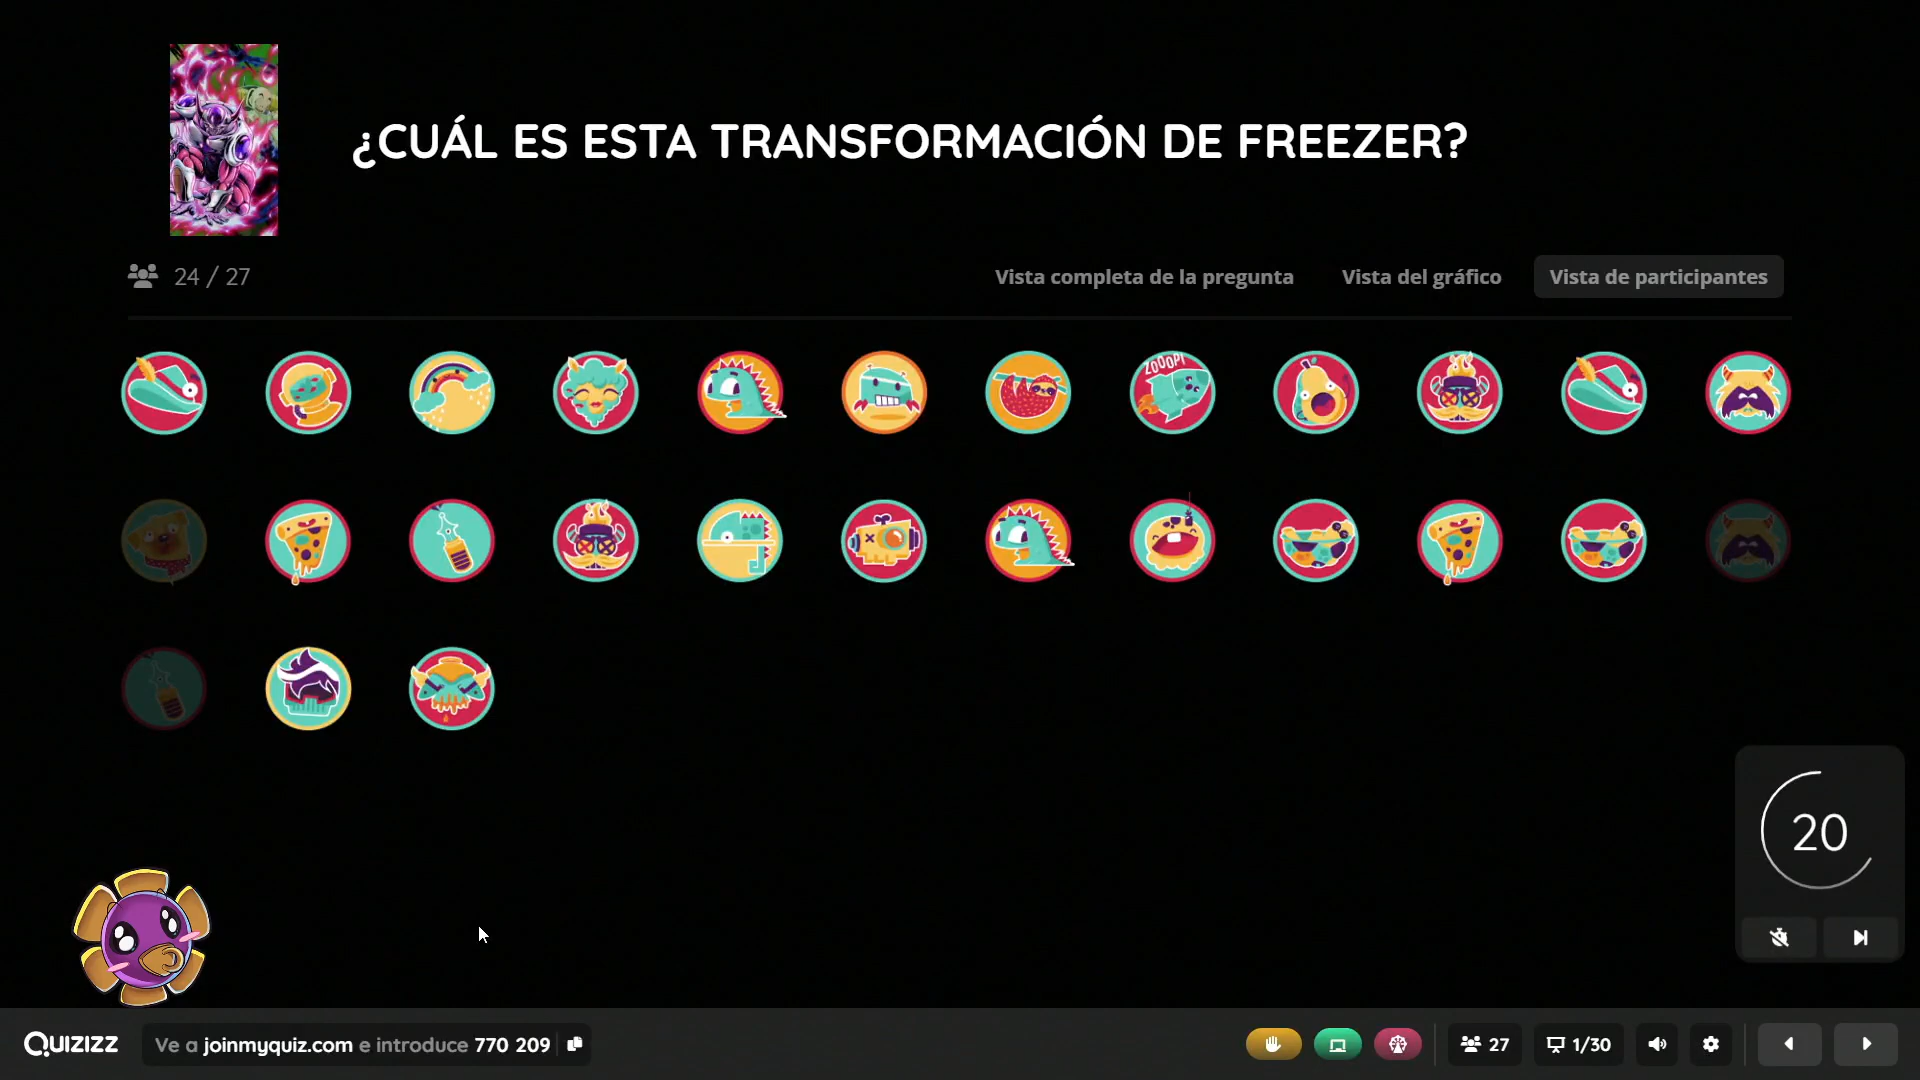 ¿CUÁL ES ESTA TRANSFORMACIÓN DE FREEZER?
24 / 27
Vista completa de la pregunta
Vista del gráfico
Vista de participantes
ZOOOP!
20
QUIZIZZ
Ve a joinmyquiz.com e introduce 770 209
27
1/30